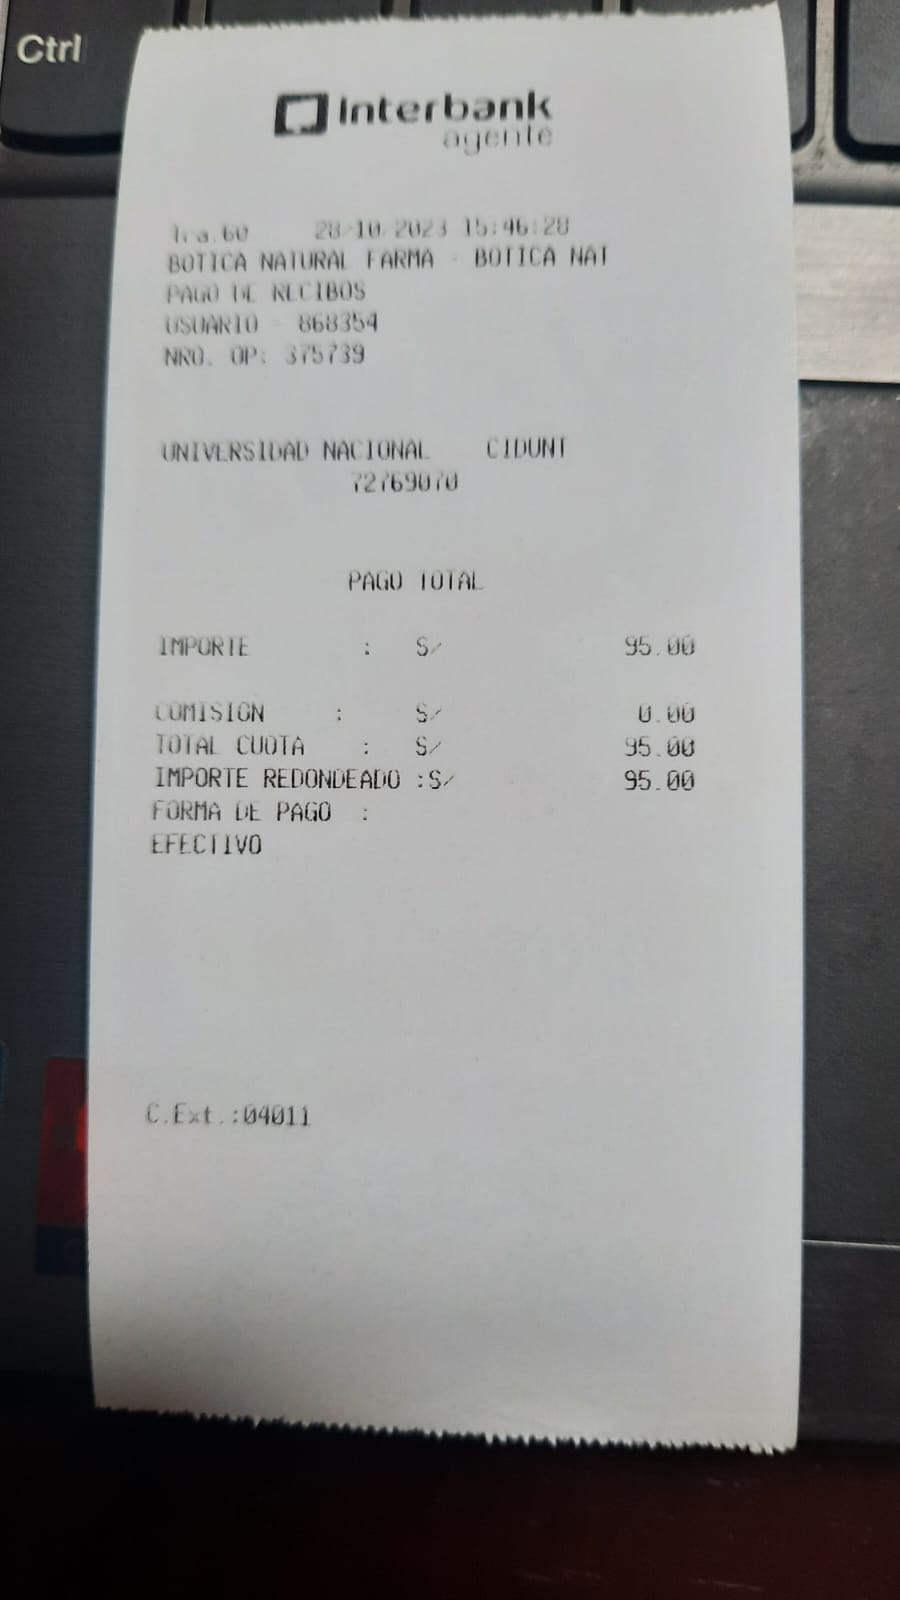 Ctrl
interbank
agente
Tra.60 28/10/2023 15:46:28
BOTICA NATURAL FARMA - BOTICA NAT
PAGO DE RECIBOS
USUARIO - 868354
NRO. OP: 375739
UNIVERSIDAD NACIONAL CIDUNT
72769070
PAGO TOTAL
IMPORTE : S/ 95.00
COMISION : S/ 0.00
TOTAL CUOTA : S/ 95.00
IMPORTE REDONDEADO :S/ 95.00
FORMA DE PAGO :
EFECTIVO
C.Ext.:04011